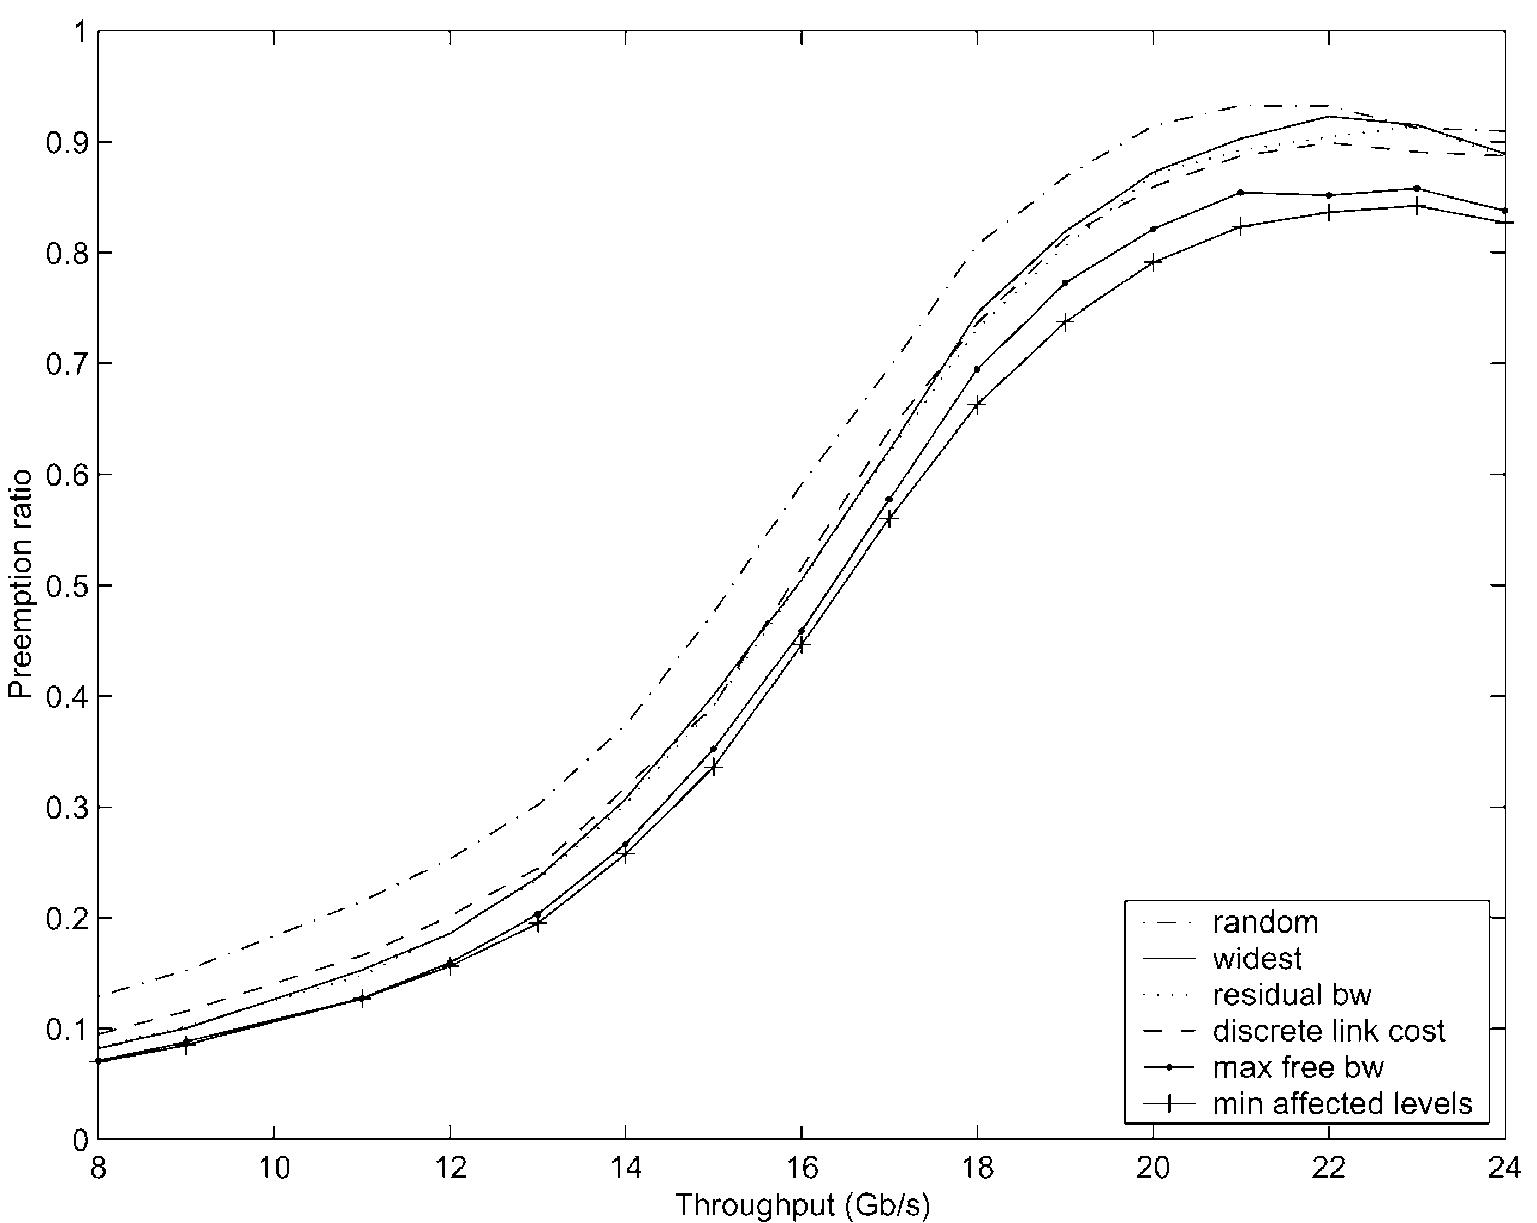 1
0.9
0.8
0.7
0.6
0.5
0.4
0.3
0.2
0.1
0
Preemption ratio
8 10 12 14 16 18 20 22 24
Throughput (Gb/s)
random
widest
residual bw
discrete link cost
max free bw
min affected levels